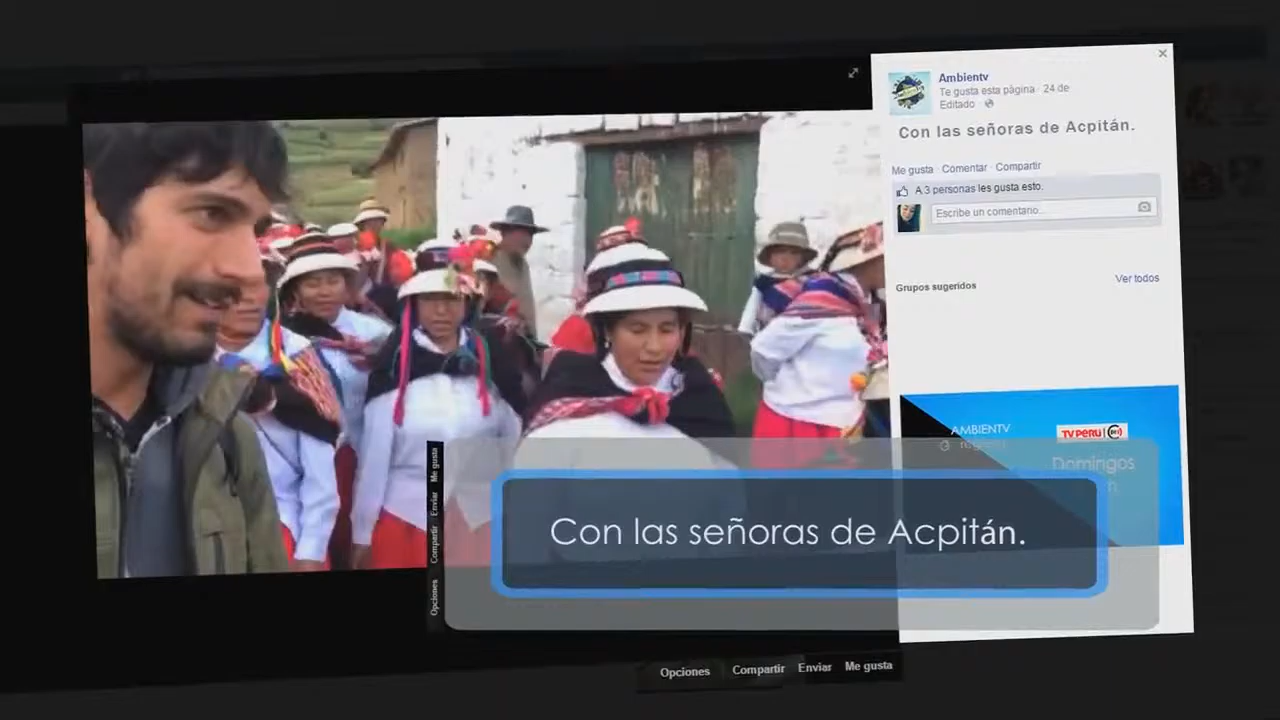 Ambientv
Te gusta esta página · 24 de
Editado ·
Con las señoras de Acpitán.
Me gusta · Comentar · Compartir
A 3 personas les gusta esto.
Escribe un comentario...
Grupos sugeridos
Ver todos
AMBIENTV
TV PERU
Domingos
Me gusta
Enviar
Compartir
Opciones
Con las señoras de Acpitán.
Opciones Compartir Enviar Me gusta